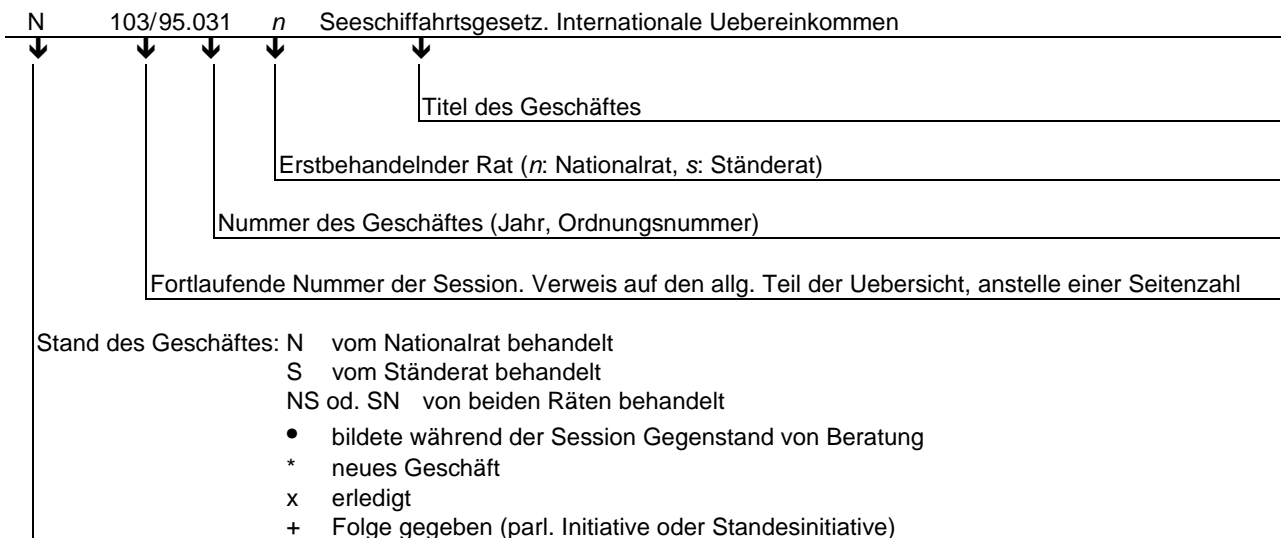 N 103/95.031 n Seeschiffahrtsgesetz. Internationale Uebereinkommen
Titel des Geschäftes
Erstbehandelnder Rat (n: Nationalrat, s: Ständerat)
Nummer des Geschäftes (Jahr, Ordnungsnummer)
Fortlaufende Nummer der Session. Verweis auf den allg. Teil der Uebersicht, anstelle einer Seitenzahl
Stand des Geschäftes: N vom Nationalrat behandelt
S vom Ständerat behandelt
NS od. SN von beiden Räten behandelt
• bildete während der Session Gegenstand von Beratung
* neues Geschäft
x erledigt
+ Folge gegeben (parl. Initiative oder Standesinitiative)